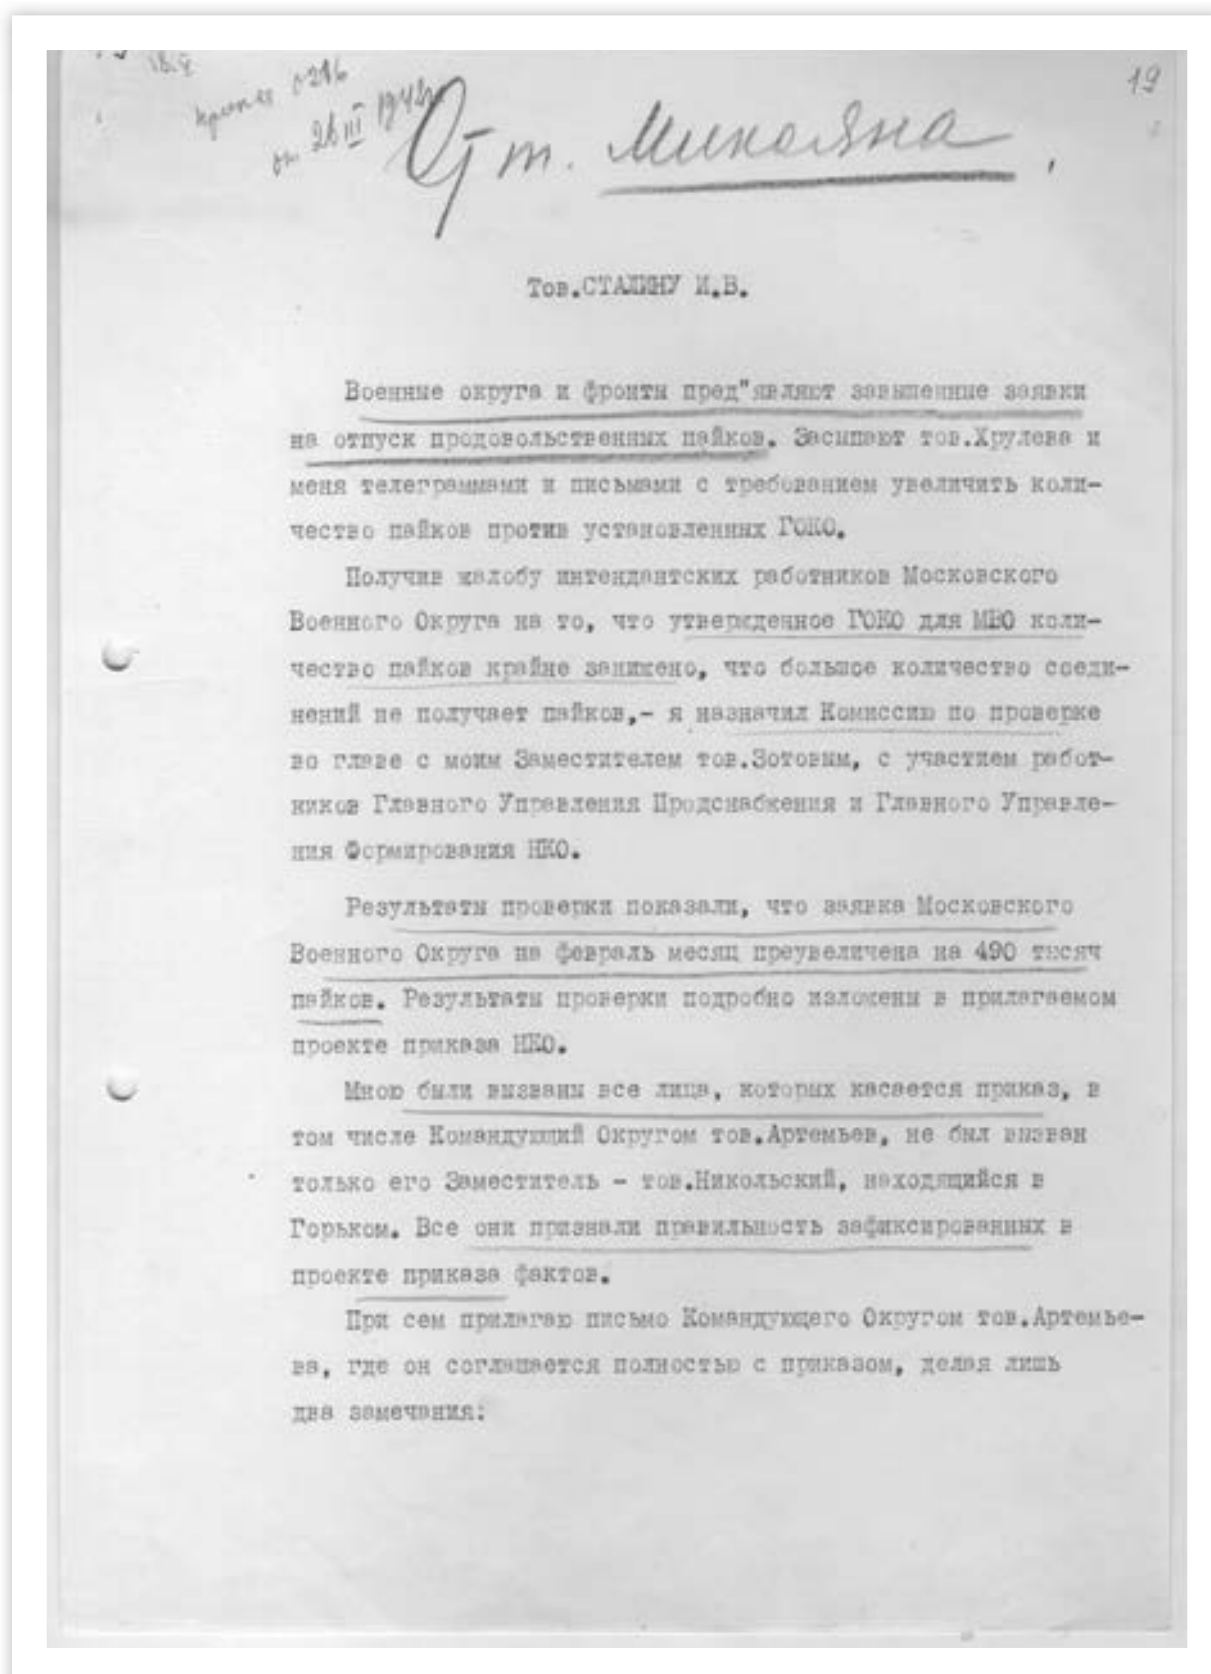 19
18.
приказ 0216
от 26 III 1942г
От т. Микояна.
Тов.СТАЛИНУ И.В.
Военные округа и фронты пред"являют завышенные заявки
на отпуск продовольственных пайков. Засыпают тов.Хрулева и
меня телеграммами и письмами с требованием увеличить коли-
чество пайков против установленных ГОКО.
Получив жалобу интендантских работников Московского
Военного Округа на то, что утвержденное ГОКО для МВО коли-
чество пайков крайне занижено, что большое количество соеди-
нений не получает пайков,- я назначил Комиссию по проверке
во главе с моим Заместителем тов.Зотовым, с участием работ-
ников Главного Управления Продснабжения и Главного Управле-
ния Формирования НКО.
Результаты проверки показали, что заявка Московского
Военного Округа на февраль месяц преувеличена на 490 тысяч
пайков. Результаты проверки подробно изложены в прилагаемом
проекте приказа НКО.
Мною были вызваны все лица, которых касается приказ, в
том числе Командующий Округом тов.Артемьев, не был вызван
только его Заместитель - тов.Никольский, находящийся в
Горьком. Все они признали правильность зафиксированных в
проекте приказа фактов.
При сем прилагаю письмо Командующего Округом тов.Артемье-
ва, где он соглашается полностью с приказом, делая лишь
два замечания: